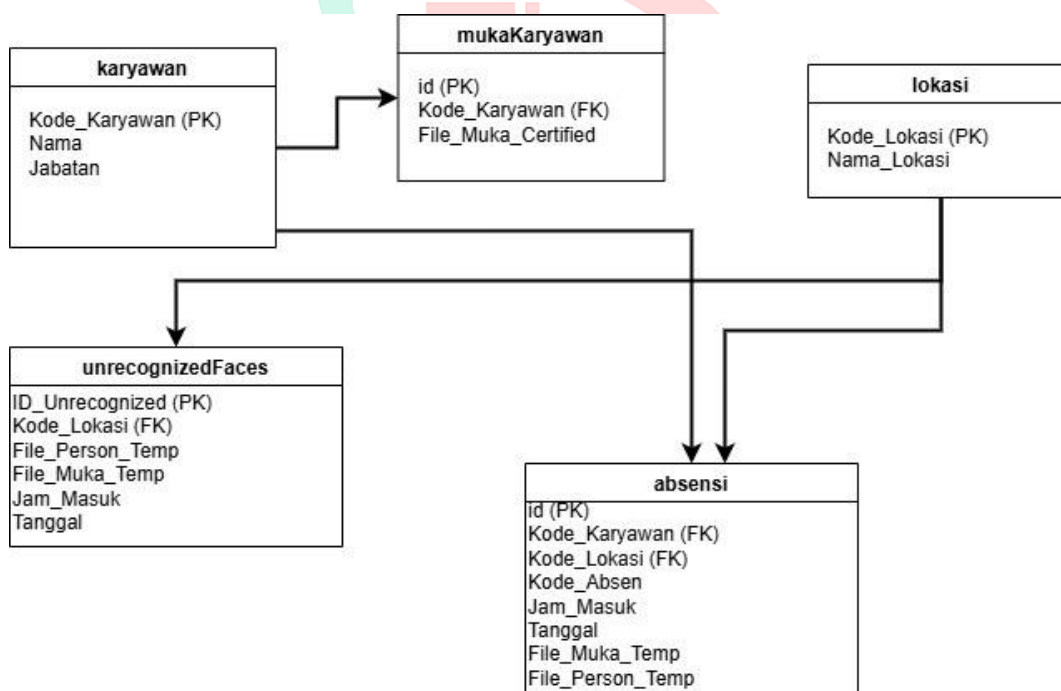 karyawan
Kode_Karyawan (PK)
Nama
Jabatan
mukaKaryawan
id (PK)
Kode_Karyawan (FK)
File_Muka_Certified
lokasi
Kode_Lokasi (PK)
Nama_Lokasi
unrecognizedFaces
ID_Unrecognized (PK)
Kode_Lokasi (FK)
File_Person_Temp
File_Muka_Temp
Jam_Masuk
Tanggal
absensi
id (PK)
Kode_Karyawan (FK)
Kode_Lokasi (FK)
Kode_Absen
Jam_Masuk
Tanggal
File_Muka_Temp
File_Person_Temp